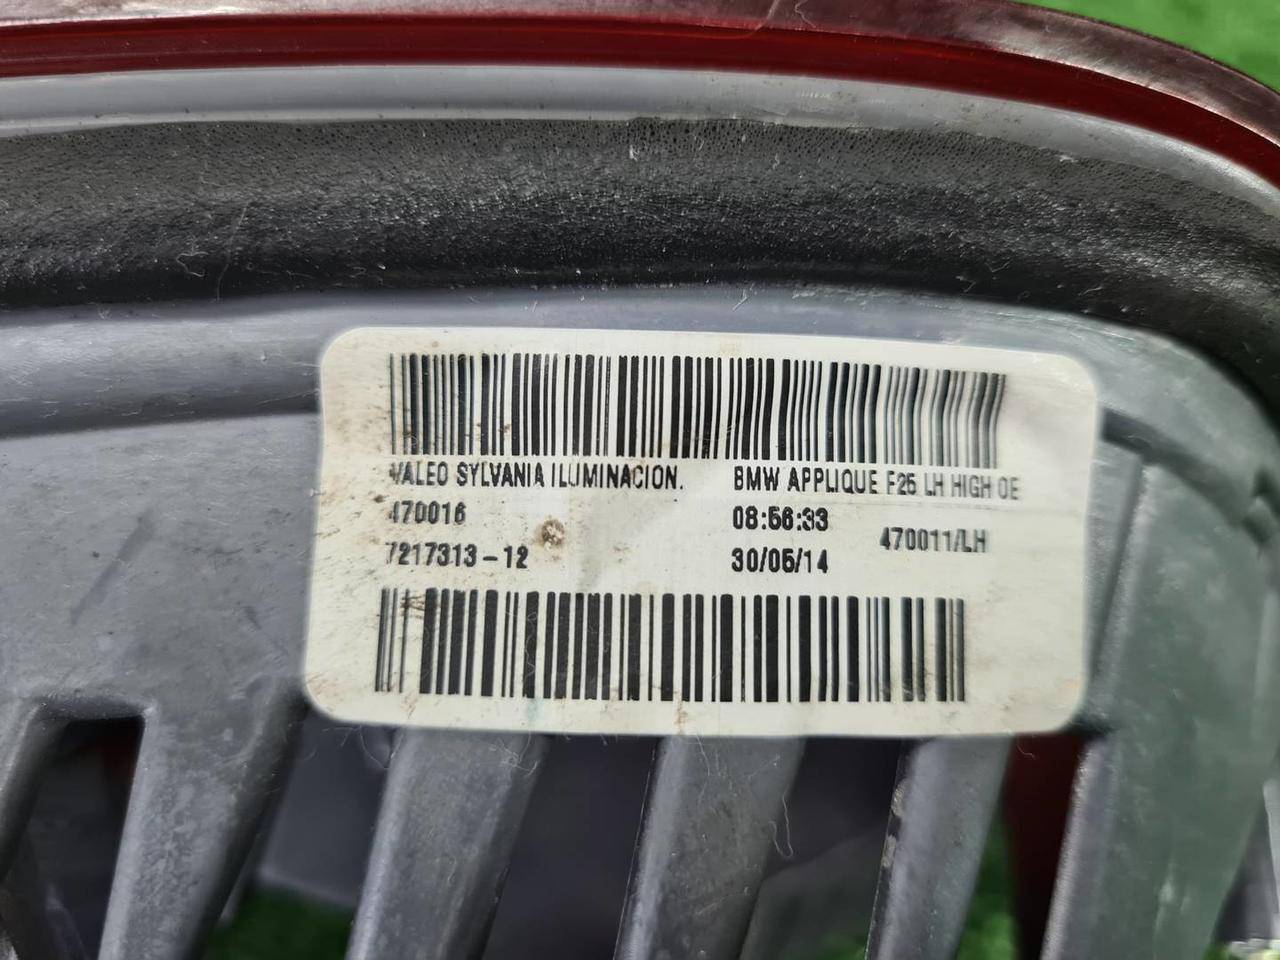 VALEO SYLVANIA ILUMINACION. BMW APPLIQUE F25 LH HIGH OE
470016 08:56:33
470011/LH
7217313-12 30/05/14